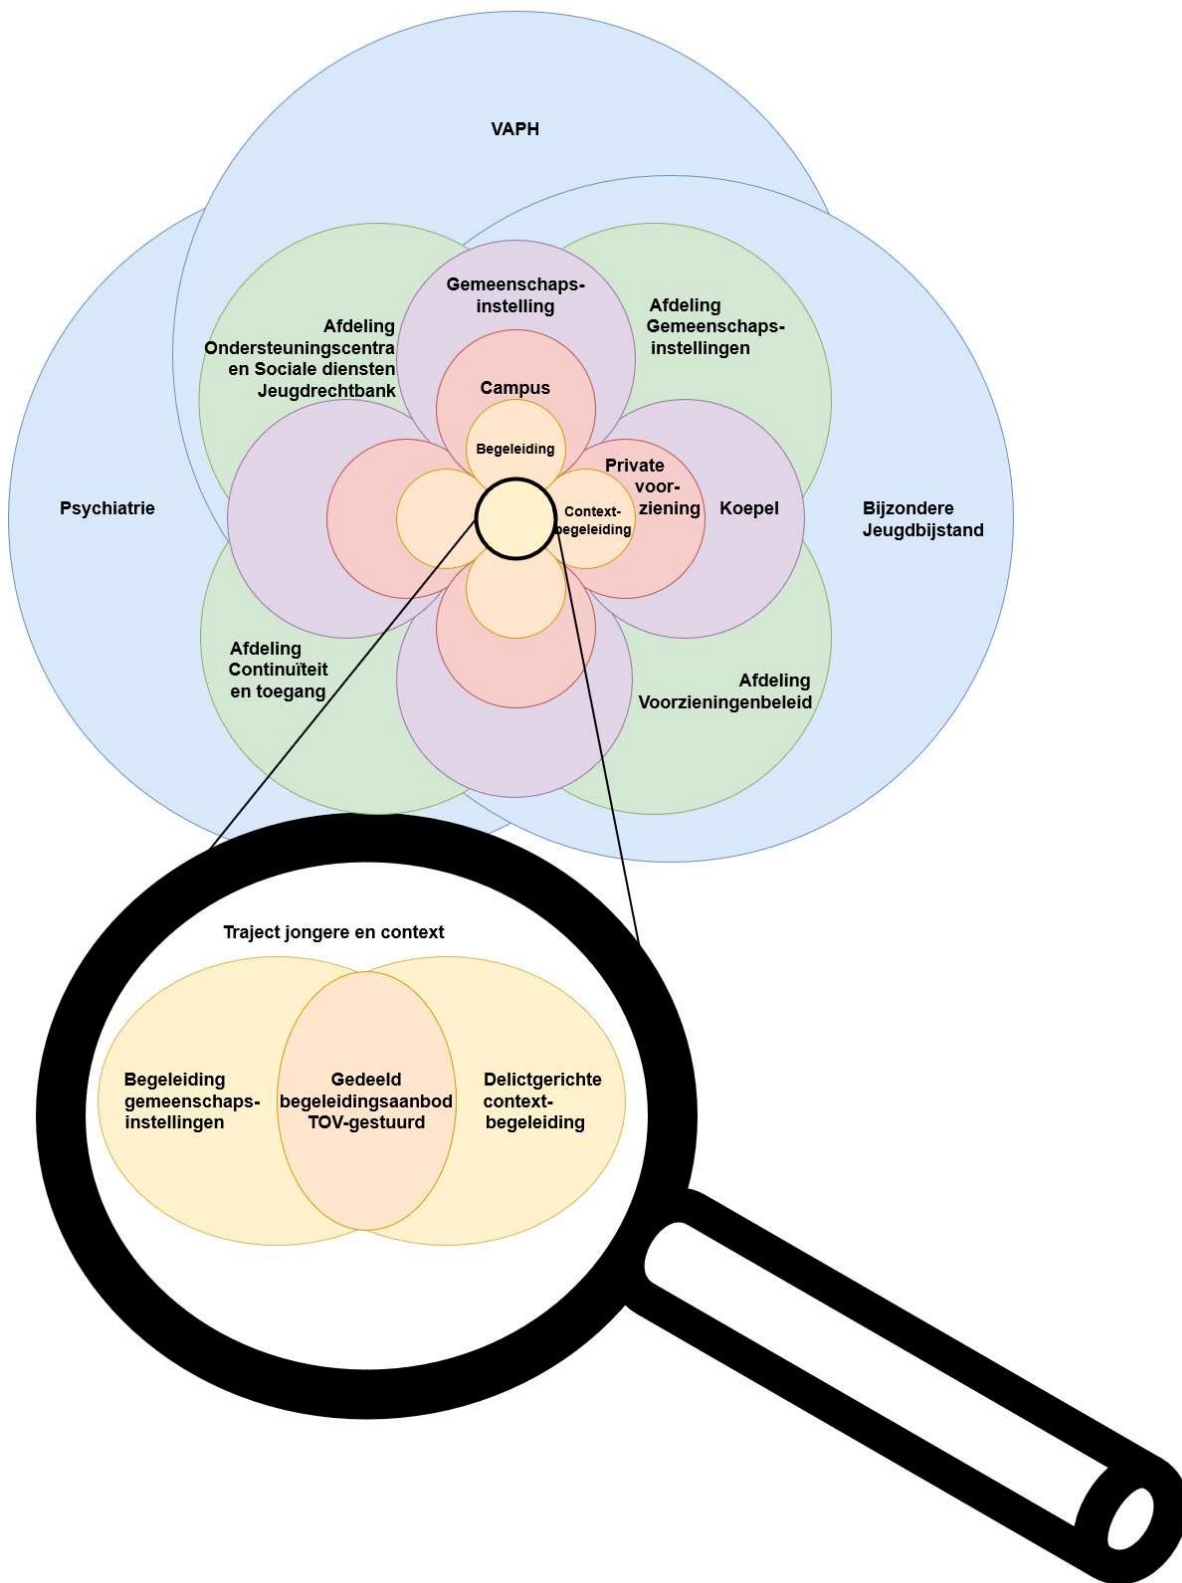 VAPH
Gemeenschaps-
instelling
Afdeling
Gemeenschaps-
instellingen
Afdeling
Ondersteuningscentra
en Sociale diensten
Jeugdrechtbank
Campus
Begeleiding
Private
voor-
ziening
Context-
begeleiding
Koepel
Psychiatrie
Bijzondere
Jeugdbijstand
Afdeling
Continuïteit
en toegang
Afdeling
Voorzieningenbeleid
Traject jongere en context
Begeleiding
gemeenschaps-
instellingen
Gedeeld
begeleidingsaanbod
TOV-gestuurd
Delictgerichte
context-
begeleiding